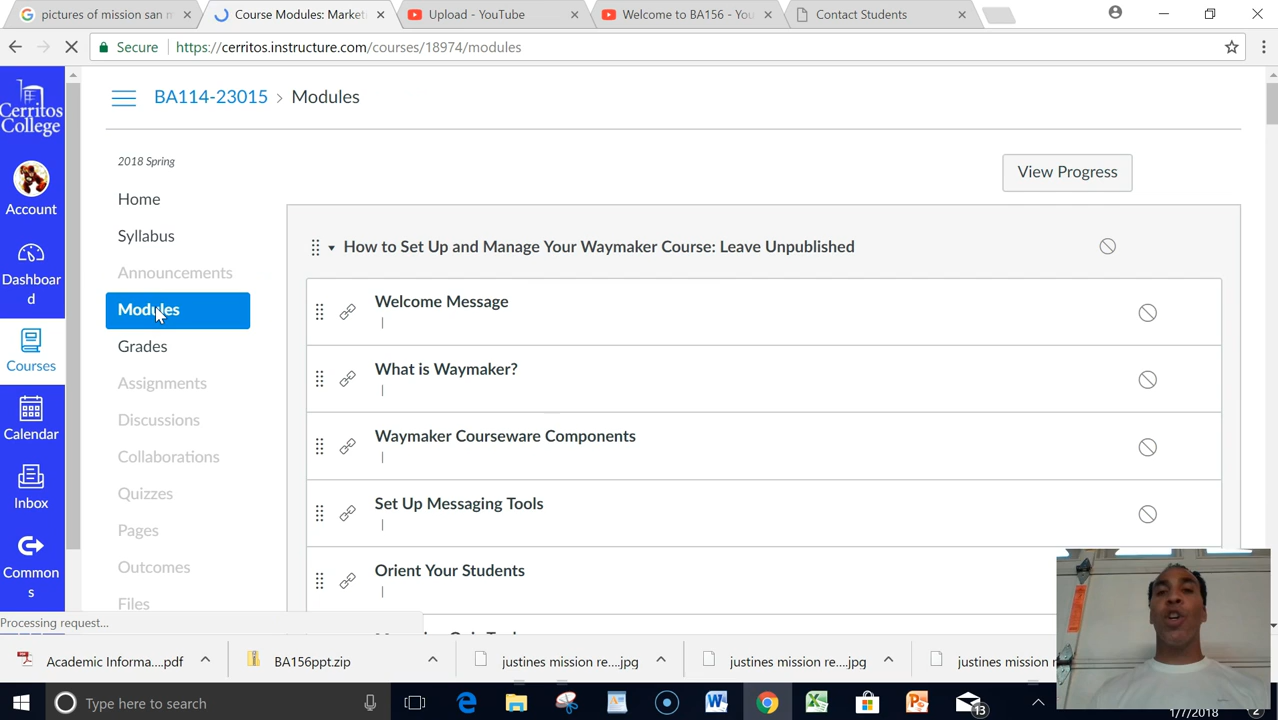 pictures of mission san m
Course Modules: Market
Upload - YouTube
Welcome to BA156 - You
Contact Students
Secure
https://cerritos.instructure.com/courses/18974/modules
Cerritos
College
Account
Dashboar
d
Courses
Calendar
Inbox
Common
s
BA114-23015 > Modules
2018 Spring
Home
Syllabus
Announcements
Modules
Grades
Assignments
Discussions
Collaborations
Quizzes
Pages
Outcomes
Files
View Progress
How to Set Up and Manage Your Waymaker Course: Leave Unpublished
Welcome Message
|
What is Waymaker?
|
Waymaker Courseware Components
|
Set Up Messaging Tools
|
Orient Your Students
|
Processing request...
Academic Informa....pdf
BA156ppt.zip
justines mission re....jpg
justines mission re....jpg
justines mission
Type here to search
13
1/7/2018
2